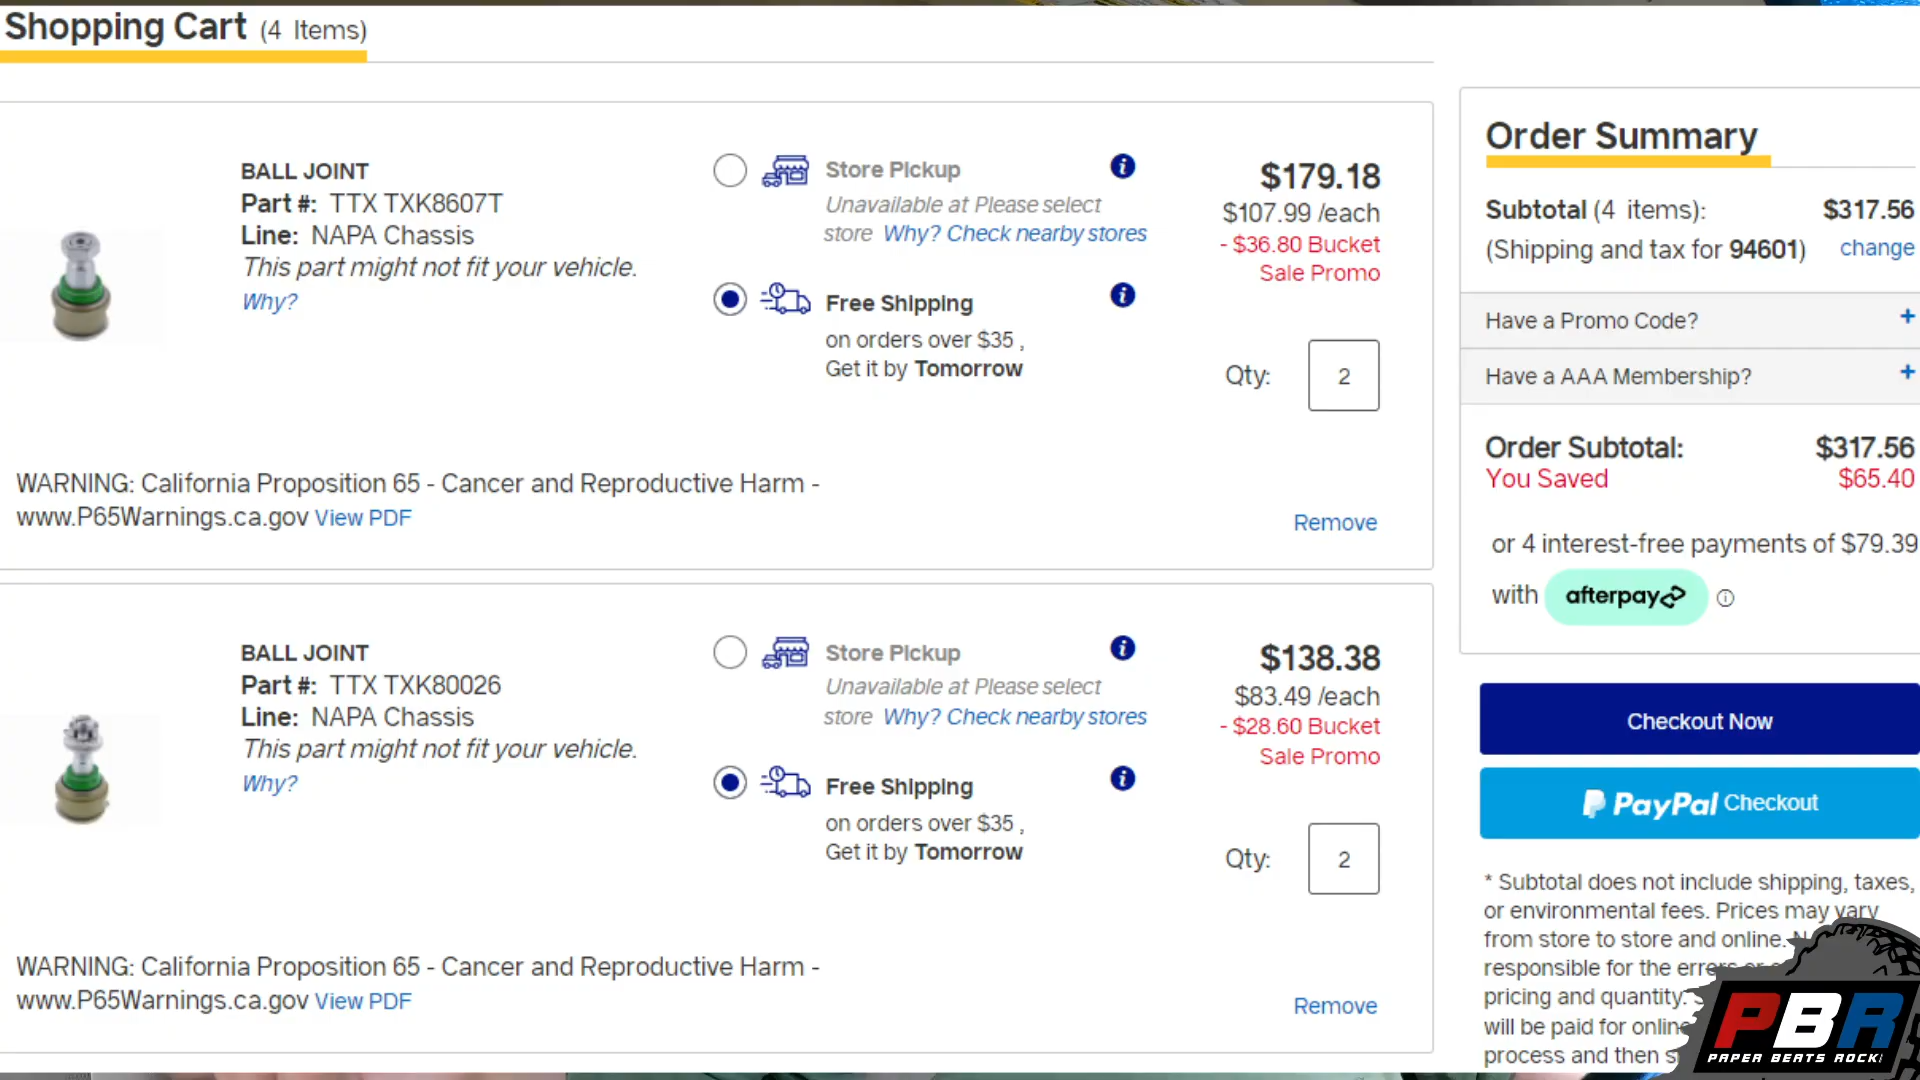 Shopping Cart (4 Items)
BALL JOINT
Part #: TTX TXK8607T
Line: NAPA Chassis
This part might not fit your vehicle.
Why?
Store Pickup
Unavailable at Please select
store Why? Check nearby stores
Free Shipping
on orders over $35 ,
Get it by Tomorrow
$179.18
$107.99 /each
- $36.80 Bucket
Sale Promo
Qty: 2
WARNING: California Proposition 65 - Cancer and Reproductive Harm -
www.P65Warnings.ca.gov View PDF
Remove
BALL JOINT
Part #: TTX TXK80026
Line: NAPA Chassis
This part might not fit your vehicle.
Why?
Store Pickup
Unavailable at Please select
store Why? Check nearby stores
Free Shipping
on orders over $35 ,
Get it by Tomorrow
$138.38
$83.49 /each
- $28.60 Bucket
Sale Promo
Qty: 2
WARNING: California Proposition 65 - Cancer and Reproductive Harm -
www.P65Warnings.ca.gov View PDF
Remove
Order Summary
Subtotal (4 items): $317.56
(Shipping and tax for 94601) change
Have a Promo Code? +
Have a AAA Membership? +
Order Subtotal: $317.56
You Saved $65.40
or 4 interest-free payments of $79.39
with afterpay
Checkout Now
PayPal Checkout
* Subtotal does not include shipping, taxes,
or environmental fees. Prices may vary
from store to store and online.
responsible for the errors or
pricing and quantity.
will be paid for online
process and then
PBR
PAPER BEATS ROCK!